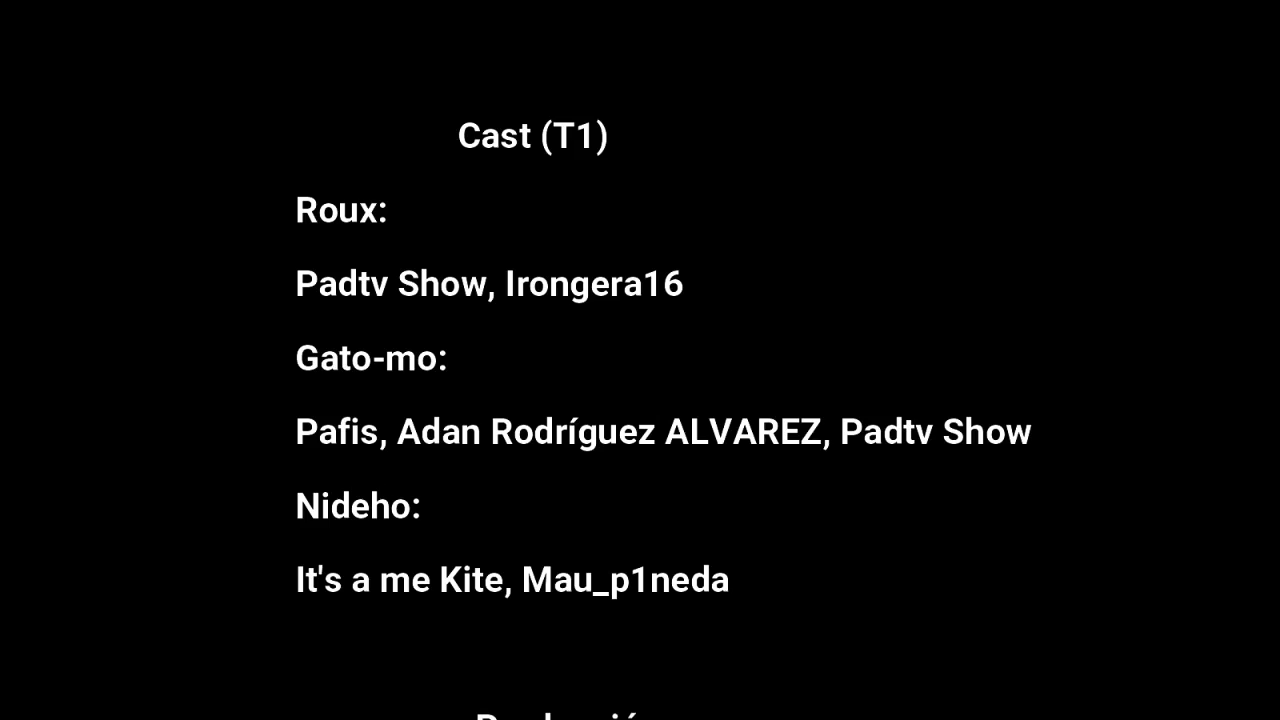 Cast (T1)
Roux:
Padtv Show, Irongera16
Gato-mo:
Pafis, Adan Rodríguez ALVAREZ, Padtv Show
Nideho:
It's a me Kite, Mau_p1neda